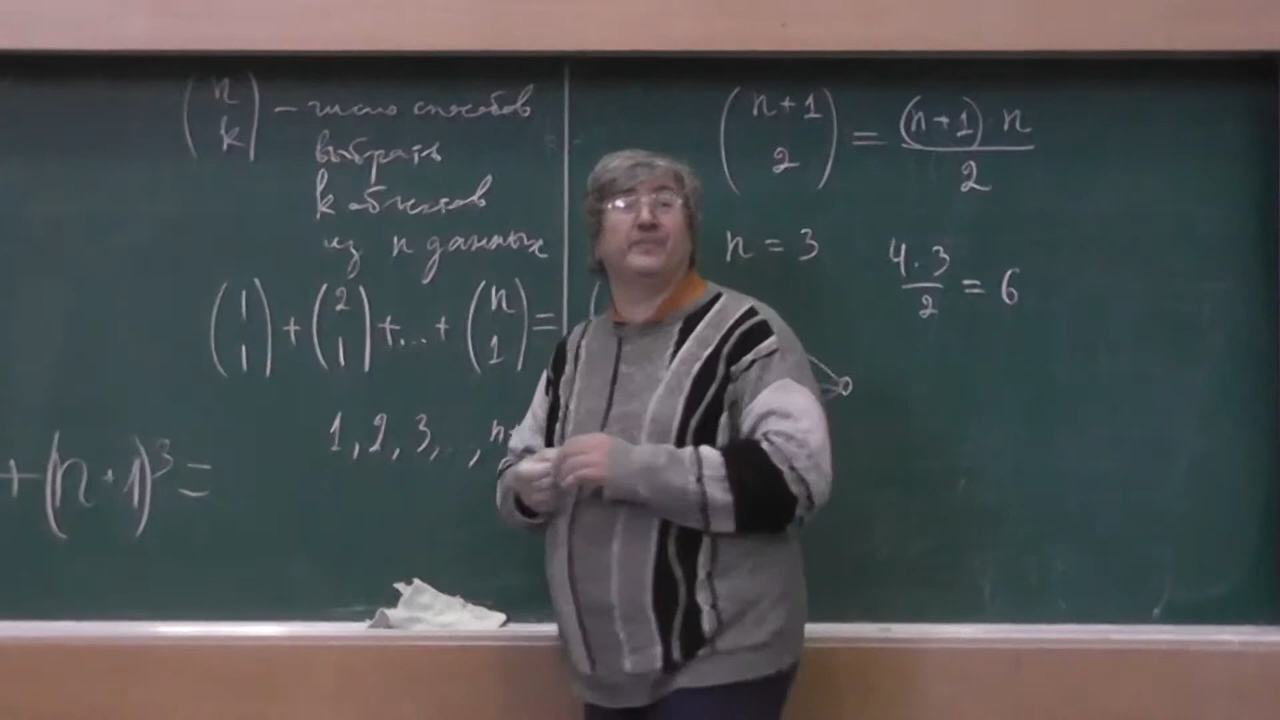 (n k) – число способов
выбрать
k объектов
из n данных
(1 1) + (2 1) + ... + (n 1) =
1, 2, 3, .., n
+ (n+1)³ =
(n+1 2) = (n+1)·n / 2
n = 3
4·3 / 2 = 6